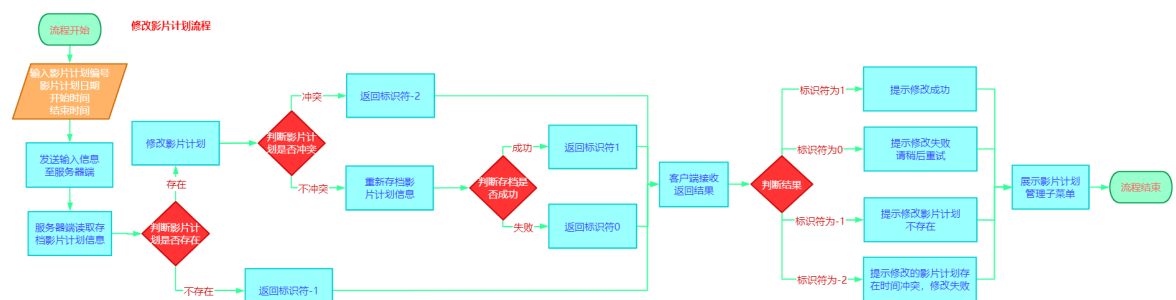 流程开始
修改影片计划流程
输入影片计划编号
影片计划日期
开始时间
结束时间
发送输入信息
至服务器端
服务器端读取存
档影片计划信息
判断影片计
划是否存在
存在
不存在
修改影片计划
返回标识符-1
判断影片计
划是否冲突
冲突
不冲突
返回标识符-2
重新存档影
片计划信息
判断存档是
否成功
成功
失败
返回标识符1
返回标识符0
客户端接收
返回结果
判断结果
标识符为1
标识符为0
标识符为-1
标识符为-2
提示修改成功
提示修改失败
请稍后重试
提示修改影片计划
不存在
提示修改的影片计划存
在时间冲突，修改失败
展示影片计划
管理子菜单
流程结束